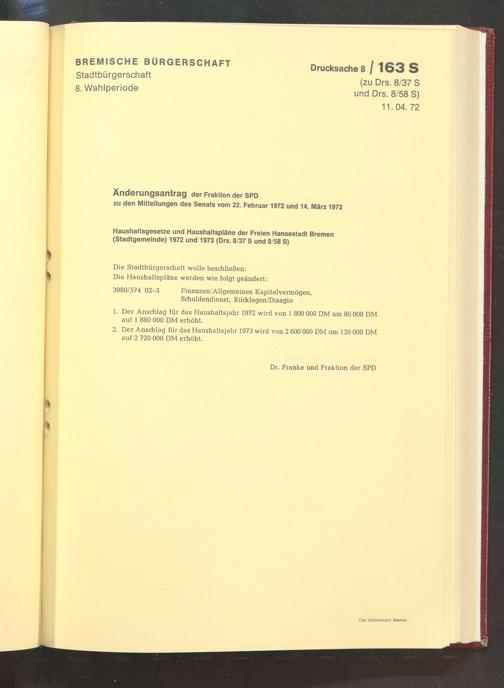 BREMISCHE BÜRGERSCHAFT
Stadtbürgerschaft
8. Wahlperiode
Drucksache 8 / 163 S
(zu Drs. 8/37 S
und Drs. 8/58 S)
11. 04. 72
Änderungsantrag der Fraktion der SPD
zu den Mitteilungen des Senats vom 22. Februar 1972 und 14. März 1972
Haushaltsgesetze und Haushaltspläne der Freien Hansestadt Bremen
(Stadtgemeinde) 1972 und 1973 (Drs. 8/37 S und 8/58 S)
Die Stadtbürgerschaft wolle beschließen:
Die Haushaltspläne werden wie folgt geändert:
3980/574 02–3 Finanzen/Allgemeines Kapitalvermögen,
Schuldendienst, Rücklagen/Disagio
1. Der Anschlag für das Haushaltsjahr 1972 wird von 1 800 000 DM um 80 000 DM
auf 1 880 000 DM erhöht.
2. Der Anschlag für das Haushaltsjahr 1973 wird von 2 600 000 DM um 120 000 DM
auf 2 720 000 DM erhöht.
Dr. Franke und Fraktion der SPD
Carl Schünemann Bremen